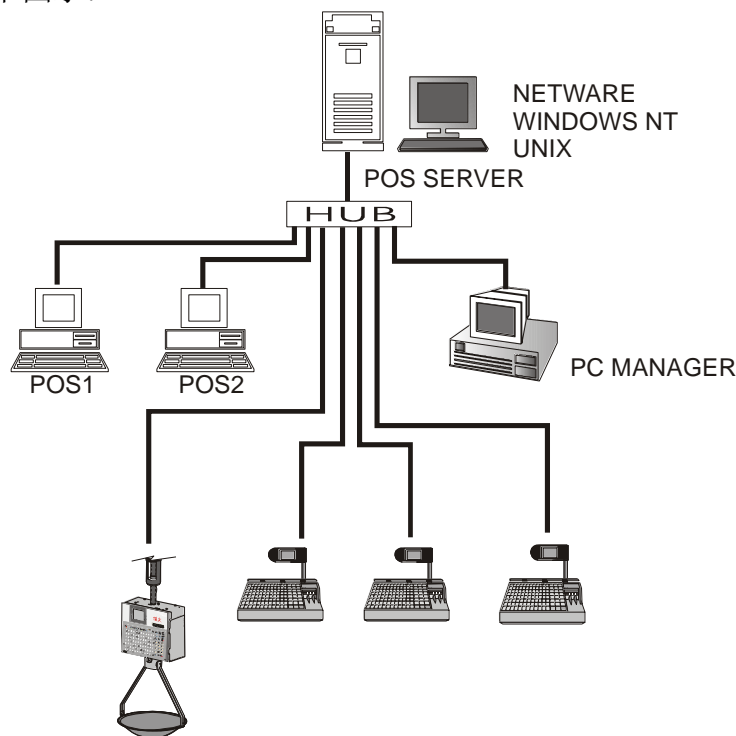 NETWARE
WINDOWS NT
UNIX
POS SERVER
HUB
POS1
POS2
PC MANAGER